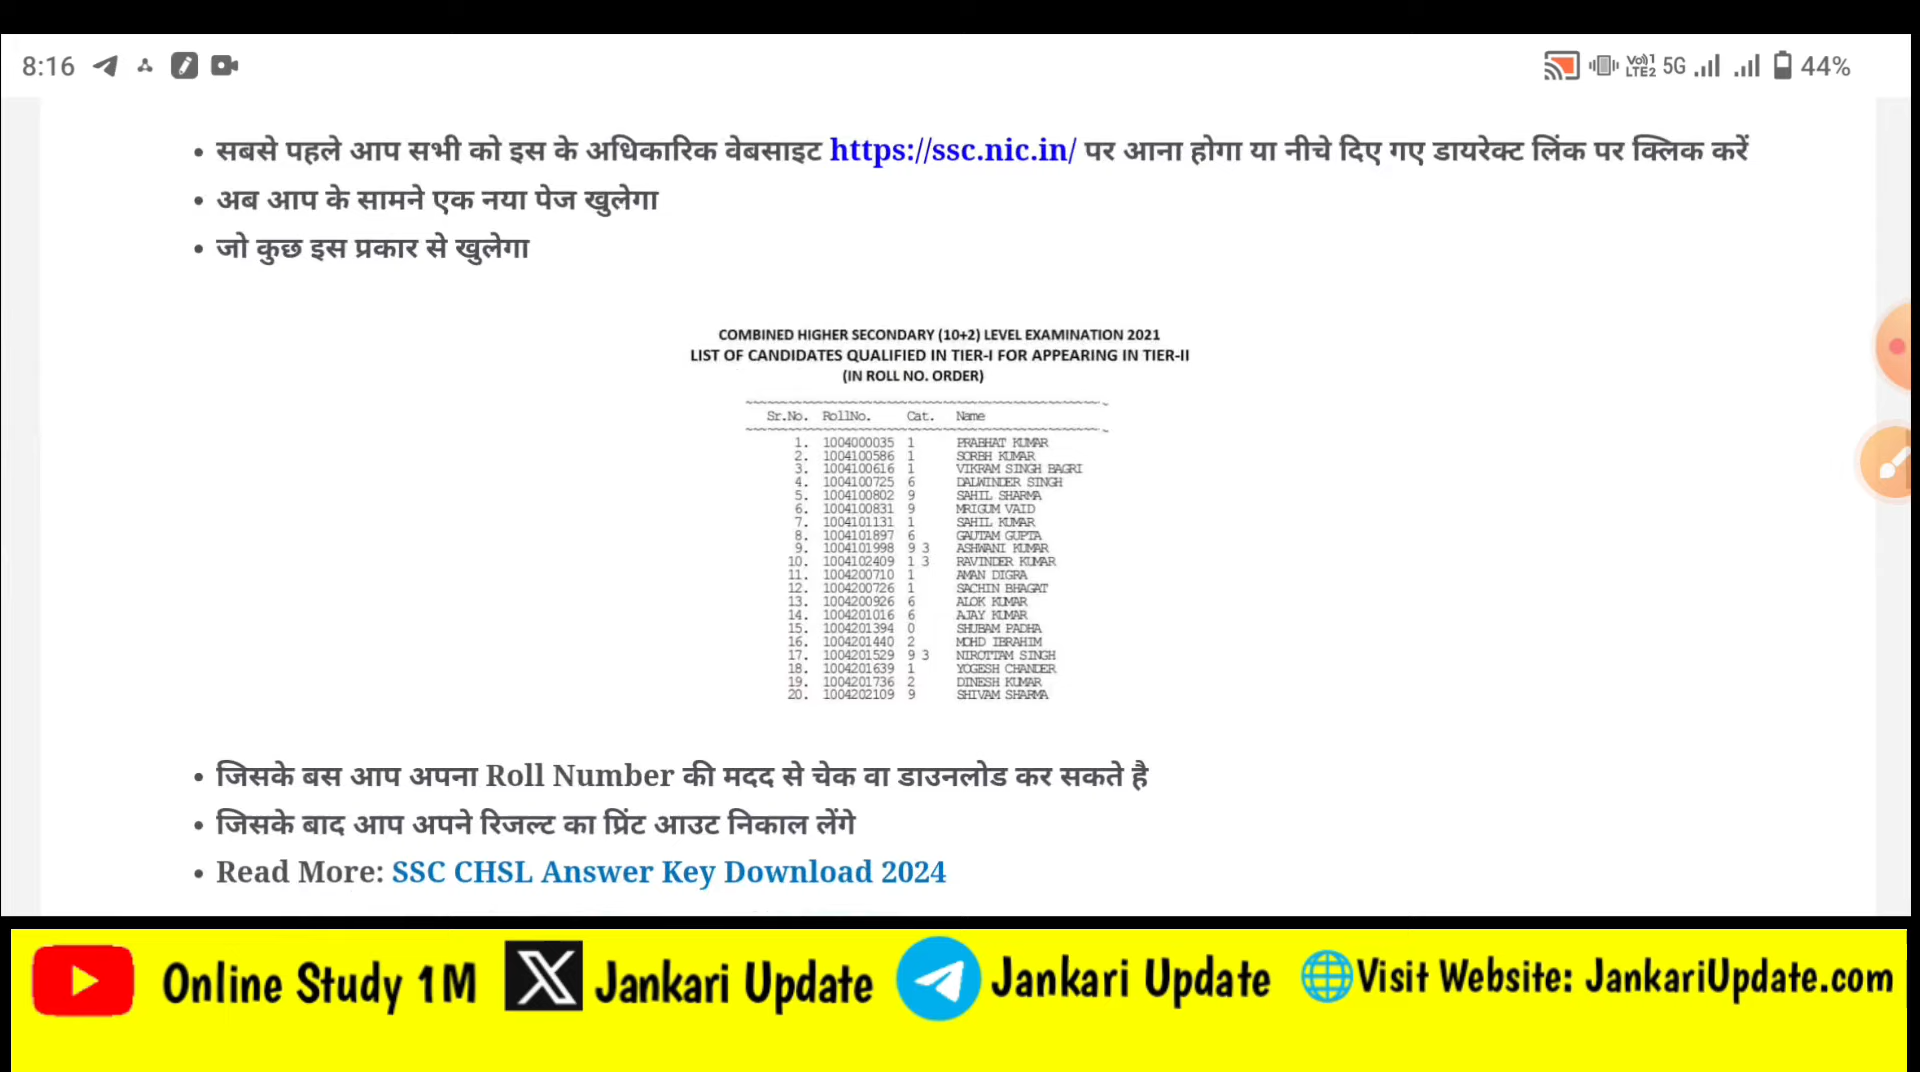 8:16 Vo)) 1 LTE2 5G 44%
• सबसे पहले आप सभी को इस के अधिकारिक वेबसाइट https://ssc.nic.in/ पर आना होगा या नीचे दिए गए डायरेक्ट लिंक पर क्लिक करें
• अब आप के सामने एक नया पेज खुलेगा
• जो कुछ इस प्रकार से खुलेगा
COMBINED HIGHER SECONDARY (10+2) LEVEL EXAMINATION 2021
LIST OF CANDIDATES QUALIFIED IN TIER-I FOR APPEARING IN TIER-II
(IN ROLL NO. ORDER)
Sr.No. RollNo. Cat. Name
1. 1004000035 1 PRABHAT KUMAR
2. 1004100586 1 SORBH KUMAR
3. 1004100616 1 VIKRAM SINGH BAGRI
4. 1004100725 6 DALWINDER SINGH
5. 1004100802 9 SAHIL SHARMA
6. 1004100831 9 MRIGUM VAID
7. 1004101131 1 SAHIL KUMAR
8. 1004101897 6 GAUTAM GUPTA
9. 1004101998 9 3 ASHWANI KUMAR
10. 1004102409 1 3 RAVINDER KUMAR
11. 1004200710 1 AMAN DIGRA
12. 1004200726 1 SACHIN BHAGAT
13. 1004200926 6 ALOK KUMAR
14. 1004201016 6 AJAY KUMAR
15. 1004201394 0 SHUBAM PADHA
16. 1004201440 2 MOHD IBRAHIM
17. 1004201529 9 3 NIROTTAM SINGH
18. 1004201639 1 YOGESH CHANDER
19. 1004201736 2 DINESH KUMAR
20. 1004202109 9 SHIVAM SHARMA
• जिसके बस आप अपना Roll Number की मदद से चेक वा डाउनलोड कर सकते है
• जिसके बाद आप अपने रिजल्ट का प्रिंट आउट निकाल लेंगे
• Read More: SSC CHSL Answer Key Download 2024
Online Study 1M Jankari Update Jankari Update Visit Website: JankariUpdate.com